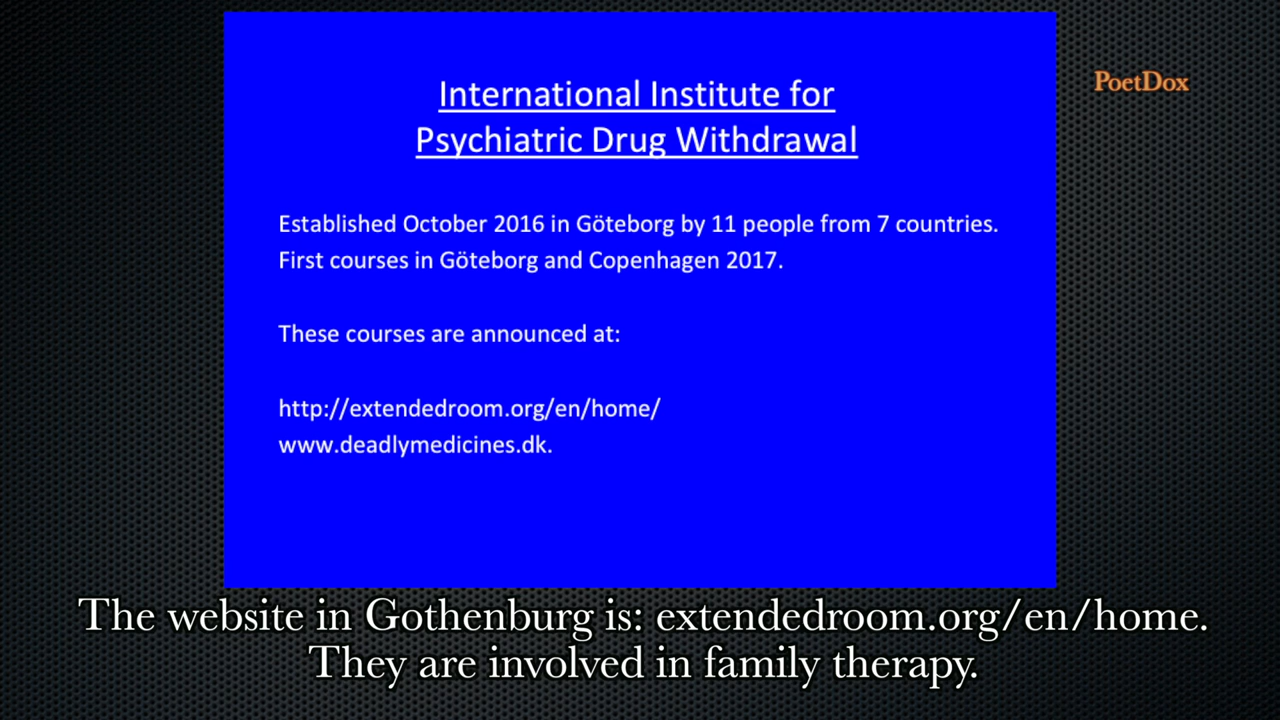 International Institute for
Psychiatric Drug Withdrawal
PoetDox
Established October 2016 in Göteborg by 11 people from 7 countries.
First courses in Göteborg and Copenhagen 2017.
These courses are announced at:
http://extendedroom.org/en/home/
www.deadlymedicines.dk.
The website in Gothenburg is: extendedroom.org/en/home.
They are involved in family therapy.